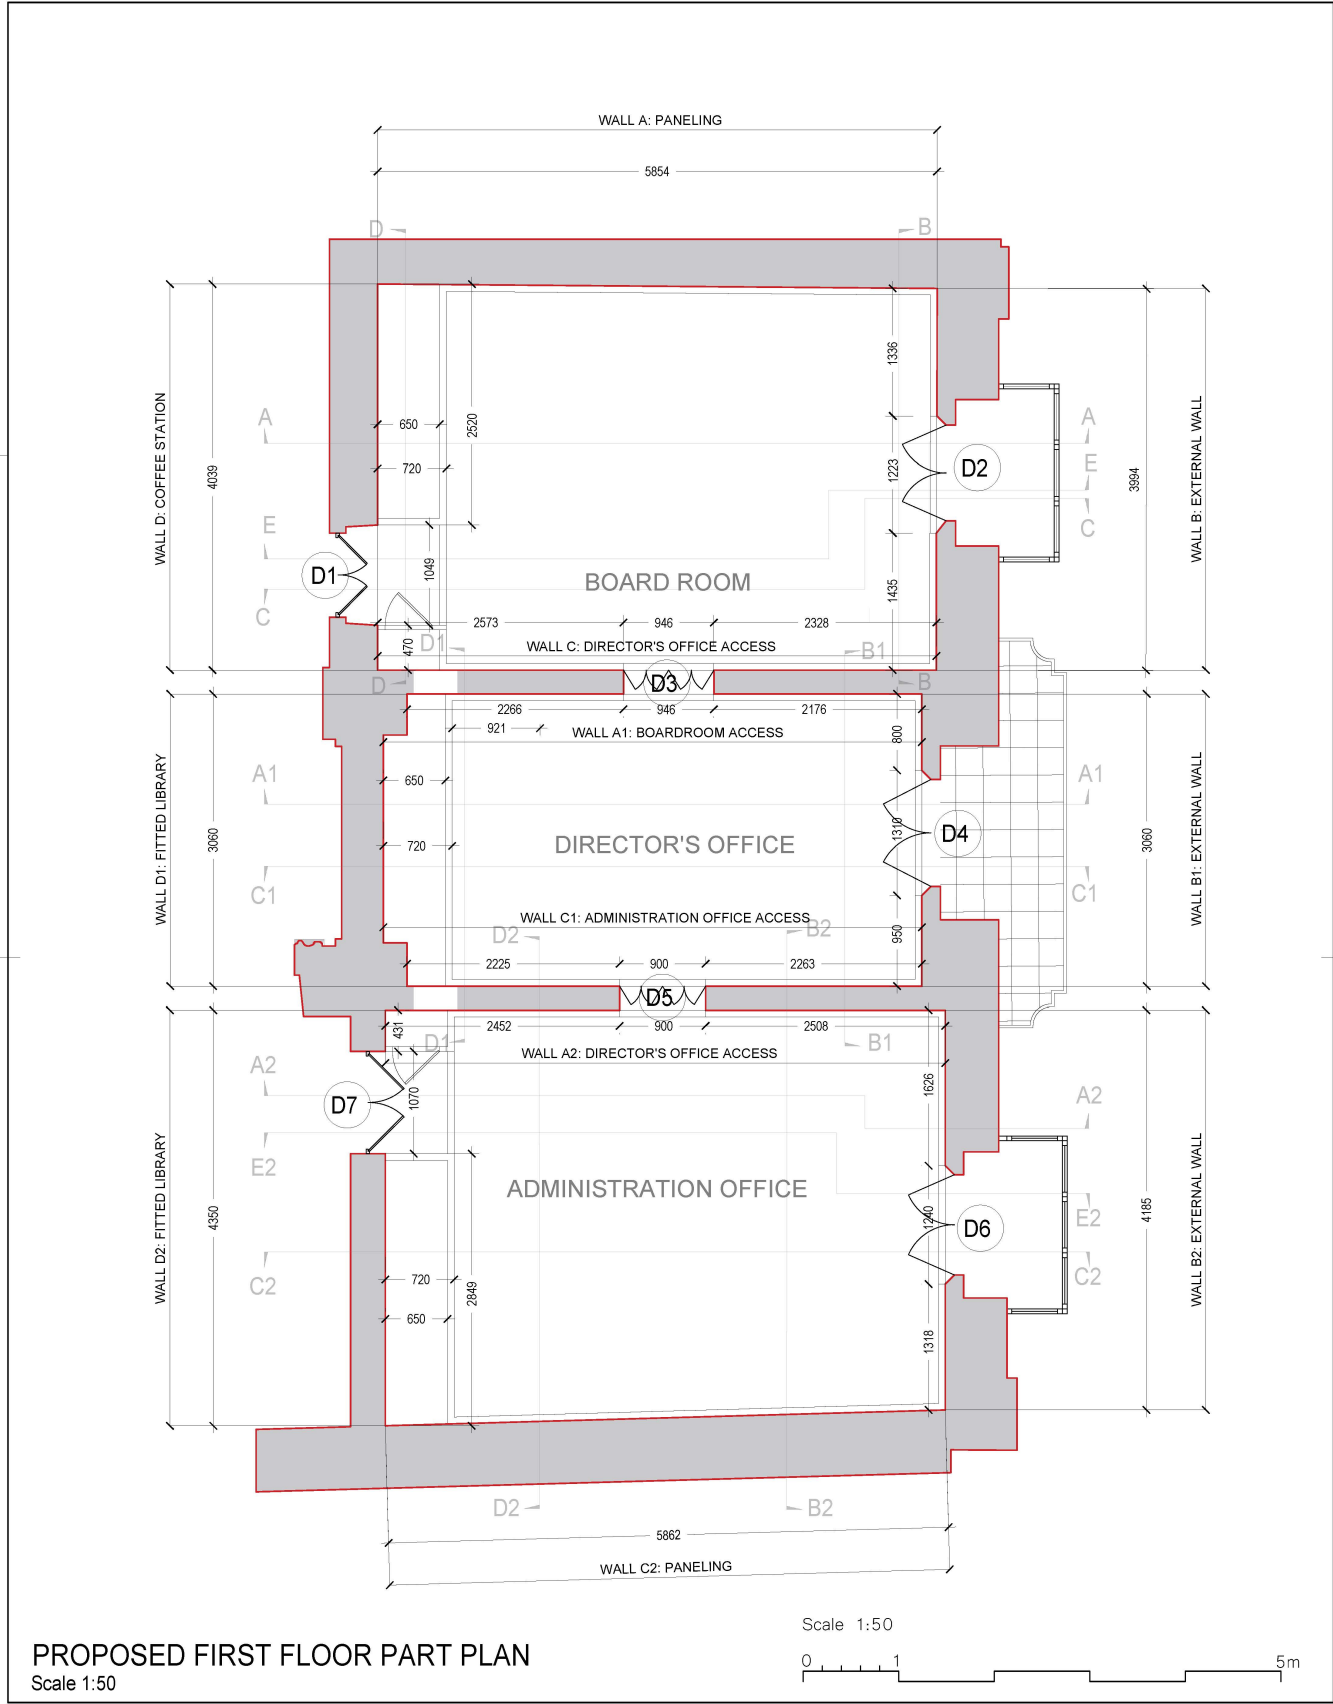 WALL A: PANELING
5854
D
B
WALL D: COFFEE STATION
4039
A
650
720
2520
1336
1223
1435
A
D2
E
C
3994
WALL B: EXTERNAL WALL
E
D1
C
1049
BOARD ROOM
2573
946
2328
470
D1
WALL C: DIRECTOR'S OFFICE ACCESS
B1
D
D3
B
2266
946
2176
921
WALL A1: BOARDROOM ACCESS
800
WALL D1: FITTED LIBRARY
3060
A1
650
A1
1310
D4
720
DIRECTOR'S OFFICE
3060
WALL B1: EXTERNAL WALL
C1
C1
WALL C1: ADMINISTRATION OFFICE ACCESS
D2
B2
950
2225
900
2263
D5
431
2452
900
2508
D1
B1
WALL A2: DIRECTOR'S OFFICE ACCESS
A2
1070
1626
A2
D7
E2
WALL D2: FITTED LIBRARY
4350
ADMINISTRATION OFFICE
1240
D6
E2
4185
WALL B2: EXTERNAL WALL
C2
720
2849
C2
650
1318
D2
B2
5862
WALL C2: PANELING
Scale 1:50
0 1 5m
PROPOSED FIRST FLOOR PART PLAN
Scale 1:50